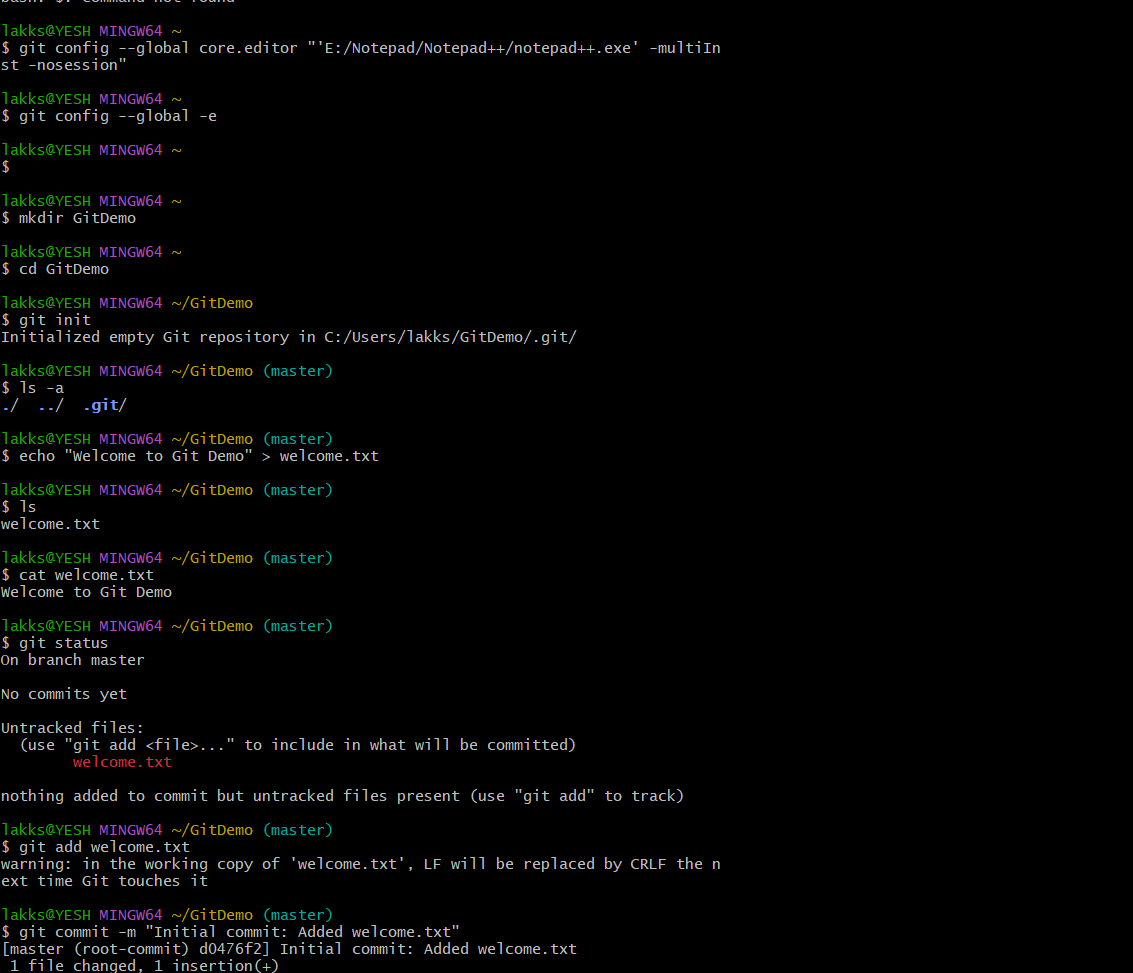 bash: $: command not found

lakks@YESH MINGW64 ~
$ git config --global core.editor "'E:/Notepad/Notepad++/notepad++.exe' -multiIn
st -nosession"

lakks@YESH MINGW64 ~
$ git config --global -e

lakks@YESH MINGW64 ~
$

lakks@YESH MINGW64 ~
$ mkdir GitDemo

lakks@YESH MINGW64 ~
$ cd GitDemo

lakks@YESH MINGW64 ~/GitDemo
$ git init
Initialized empty Git repository in C:/Users/lakks/GitDemo/.git/

lakks@YESH MINGW64 ~/GitDemo (master)
$ ls -a
./  ../  .git/

lakks@YESH MINGW64 ~/GitDemo (master)
$ echo "Welcome to Git Demo" > welcome.txt

lakks@YESH MINGW64 ~/GitDemo (master)
$ ls
welcome.txt

lakks@YESH MINGW64 ~/GitDemo (master)
$ cat welcome.txt
Welcome to Git Demo

lakks@YESH MINGW64 ~/GitDemo (master)
$ git status
On branch master

No commits yet

Untracked files:
  (use "git add <file>..." to include in what will be committed)
        welcome.txt

nothing added to commit but untracked files present (use "git add" to track)

lakks@YESH MINGW64 ~/GitDemo (master)
$ git add welcome.txt
warning: in the working copy of 'welcome.txt', LF will be replaced by CRLF the n
ext time Git touches it

lakks@YESH MINGW64 ~/GitDemo (master)
$ git commit -m "Initial commit: Added welcome.txt"
[master (root-commit) d0476f2] Initial commit: Added welcome.txt
 1 file changed, 1 insertion(+)